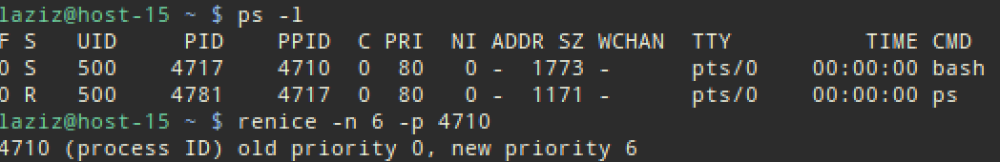 laziz@host-15 ~ $ ps -l
F S   UID     PID    PPID  C PRI  NI ADDR SZ WCHAN  TTY          TIME CMD
0 S   500    4717    4710  0  80   0 -  1773 -      pts/0    00:00:00 bash
0 R   500    4781    4717  0  80   0 -  1171 -      pts/0    00:00:00 ps
laziz@host-15 ~ $ renice -n 6 -p 4710
4710 (process ID) old priority 0, new priority 6